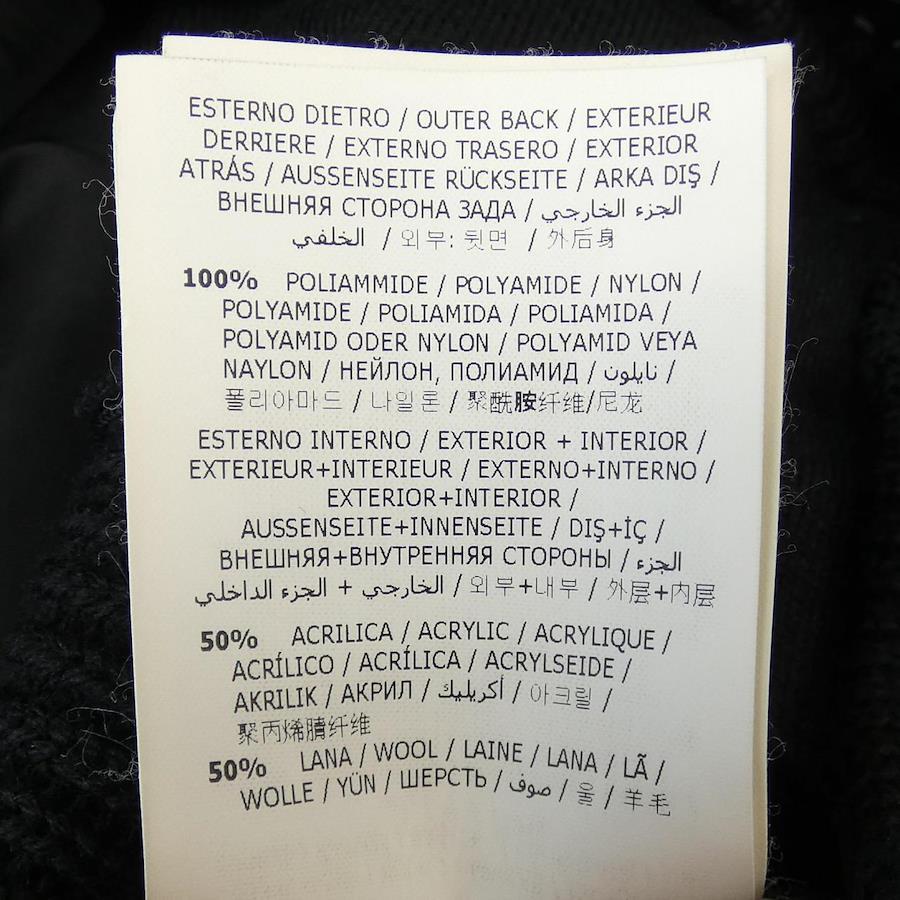 ESTERNO DIETRO / OUTER BACK / EXTERIEUR
DERRIERE / EXTERNO TRASERO / EXTERIOR
ATRÁS / AUSSENSEITE RÜCKSEITE / ARKA DIŞ /
ВНЕШНЯЯ СТОРОНА ЗАДА / الجزء الخارجي
الخلفي / 외부: 뒷면 / 外后身
100% POLIAMMIDE / POLYAMIDE / NYLON /
POLYAMIDE / POLIAMIDA / POLIAMIDA /
POLYAMID ODER NYLON / POLYAMID VEYA
NAYLON / НЕЙЛОН, ПОЛИАМИД / نايلون /
폴리아마드 / 나일론 / 聚酰胺纤维/尼龙
ESTERNO INTERNO / EXTERIOR + INTERIOR /
EXTERIEUR+INTERIEUR / EXTERNO+INTERNO /
EXTERIOR+INTERIOR /
AUSSENSEITE+INNENSEITE / DIŞ+İÇ /
ВНЕШНЯЯ+ВНУТРЕННЯЯ СТОРОНЫ / الجزء
الخارجي + الجزء الداخلي / 외부+내부 / 外层+内层
50% ACRILICA / ACRYLIC / ACRYLIQUE /
ACRÍLICO / ACRÍLICA / ACRYLSEIDE /
AKRILIK / АКРИЛ / أكريليك / 아크릴 /
聚丙烯腈纤维
50% LANA / WOOL / LAINE / LANA / LÃ /
WOLLE / YÜN / ШЕРСТЬ / صوف / 울 / 羊毛